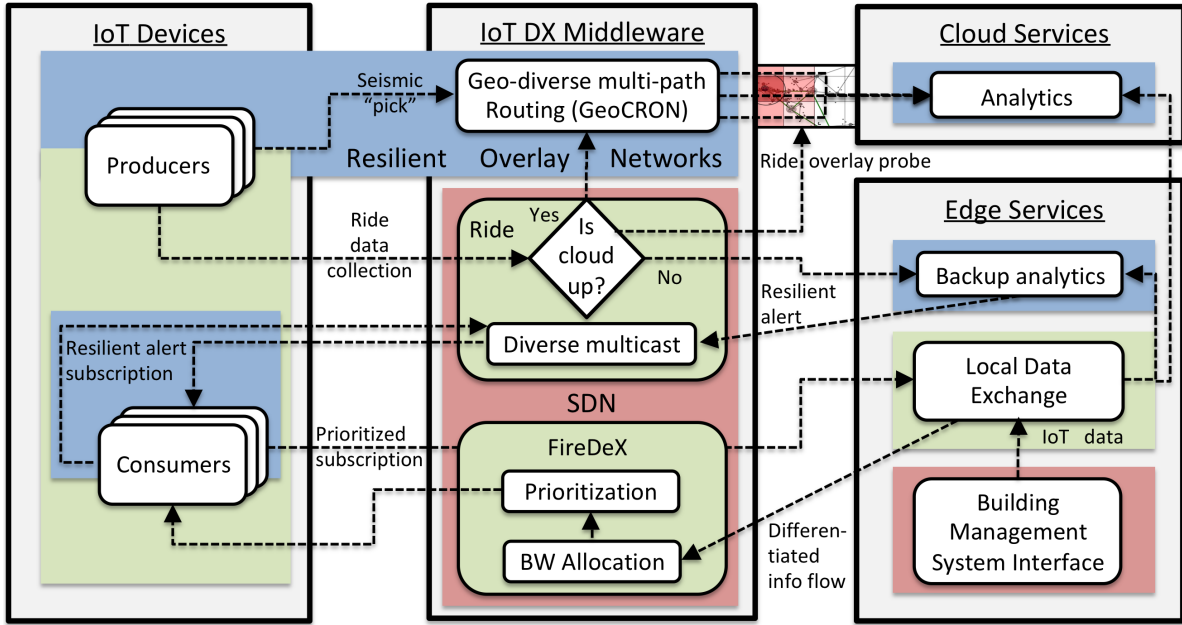 IoT Devices
IoT DX Middleware
Cloud Services
Seismic
“pick”
Geo-diverse multi-path
Routing (GeoCRON)
Analytics
Producers
Resilient Overlay Networks
Ride overlay probe
Edge Services
Ride
data
collection
Ride
Yes
Is
cloud
up?
No
Backup analytics
Resilient
alert
Resilient alert
subscription
Diverse multicast
Local Data
Exchange
SDN
Consumers
Prioritized
subscription
FireDeX
IoT data
Prioritization
Building
Management
System Interface
BW Allocation
Differen-
tiated
info flow